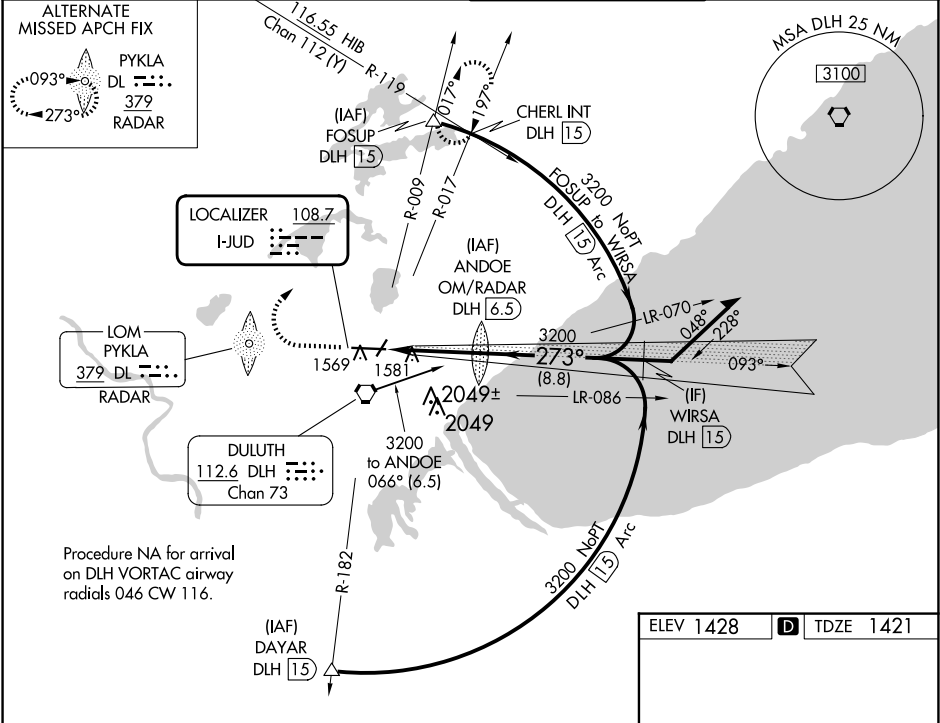 ALTERNATE
MISSED APCH FIX
PYKLA
DL
379
RADAR
093°
273°
116.55 HIB
Chan 112 (Y)
R-119
017°
197°
(IAF)
FOSUP
DLH 15
CHERL INT
DLH 15
MSA DLH 25 NM
3100
R-009
R-017
3200 NoPT
FOSUP to WIRSA
DLH 15 Arc
LOCALIZER 108.7
I-JUD
(IAF)
ANDOE
OM/RADAR
DLH 6.5
LOM
PYKLA
379 DL
RADAR
1569
1581
3200
273°
(8.8)
LR-070
048°
228°
093°
2049±
2049
LR-086
(IF)
WIRSA
DLH 15
DULUTH
112.6 DLH
Chan 73
3200
to ANDOE
066° (6.5)
R-182
3200 NoPT
DLH 15 Arc
Procedure NA for arrival
on DLH VORTAC airway
radials 046 CW 116.
(IAF)
DAYAR
DLH 15
ELEV 1428 D TDZE 1421